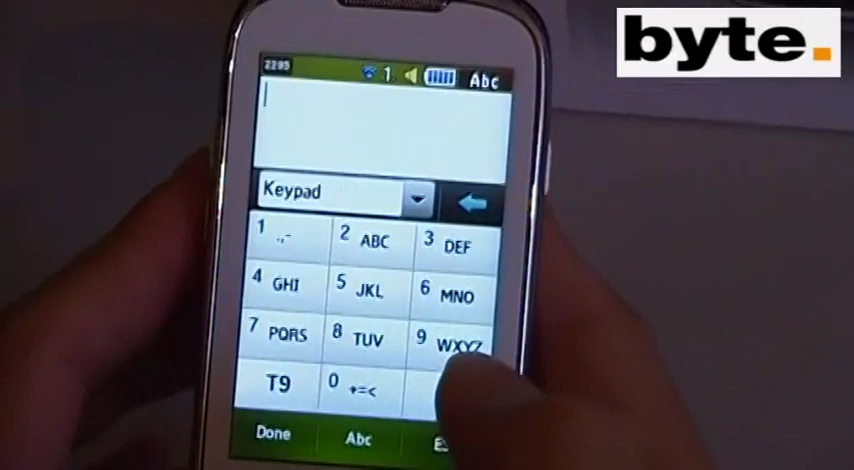 byte.
2295
1
Abc
Keypad
1 .,-
2 ABC
3 DEF
4 GHI
5 JKL
6 MNO
7 PQRS
8 TUV
9 WXYZ
T9
0 +=<
Done
Abc